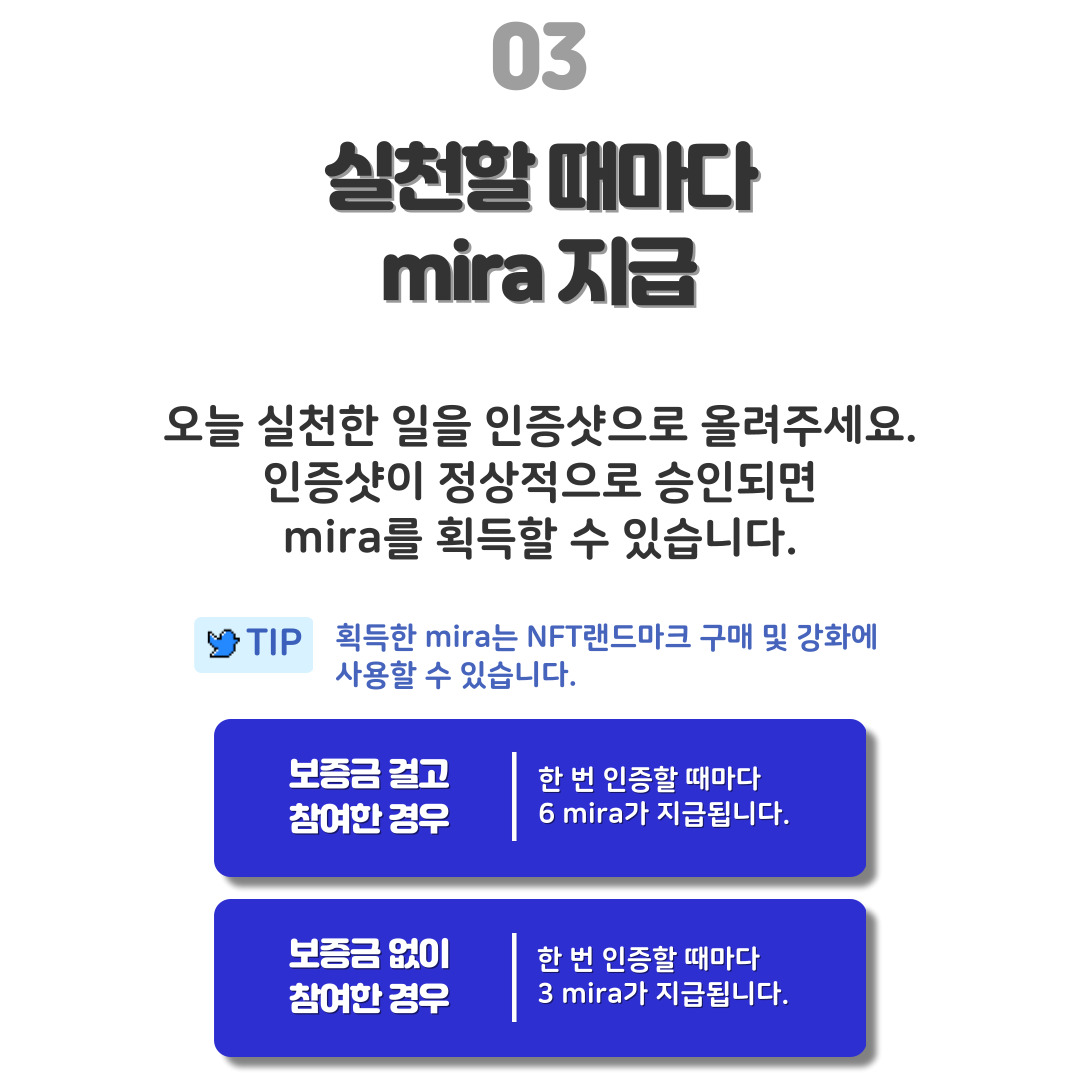 03
실천할 때마다
mira 지급
오늘 실천한 일을 인증샷으로 올려주세요.
인증샷이 정상적으로 승인되면
mira를 획득할 수 있습니다.
TIP
획득한 mira는 NFT랜드마크 구매 및 강화에
사용할 수 있습니다.
보증금 걸고
참여한 경우
한 번 인증할 때마다
6 mira가 지급됩니다.
보증금 없이
참여한 경우
한 번 인증할 때마다
3 mira가 지급됩니다.